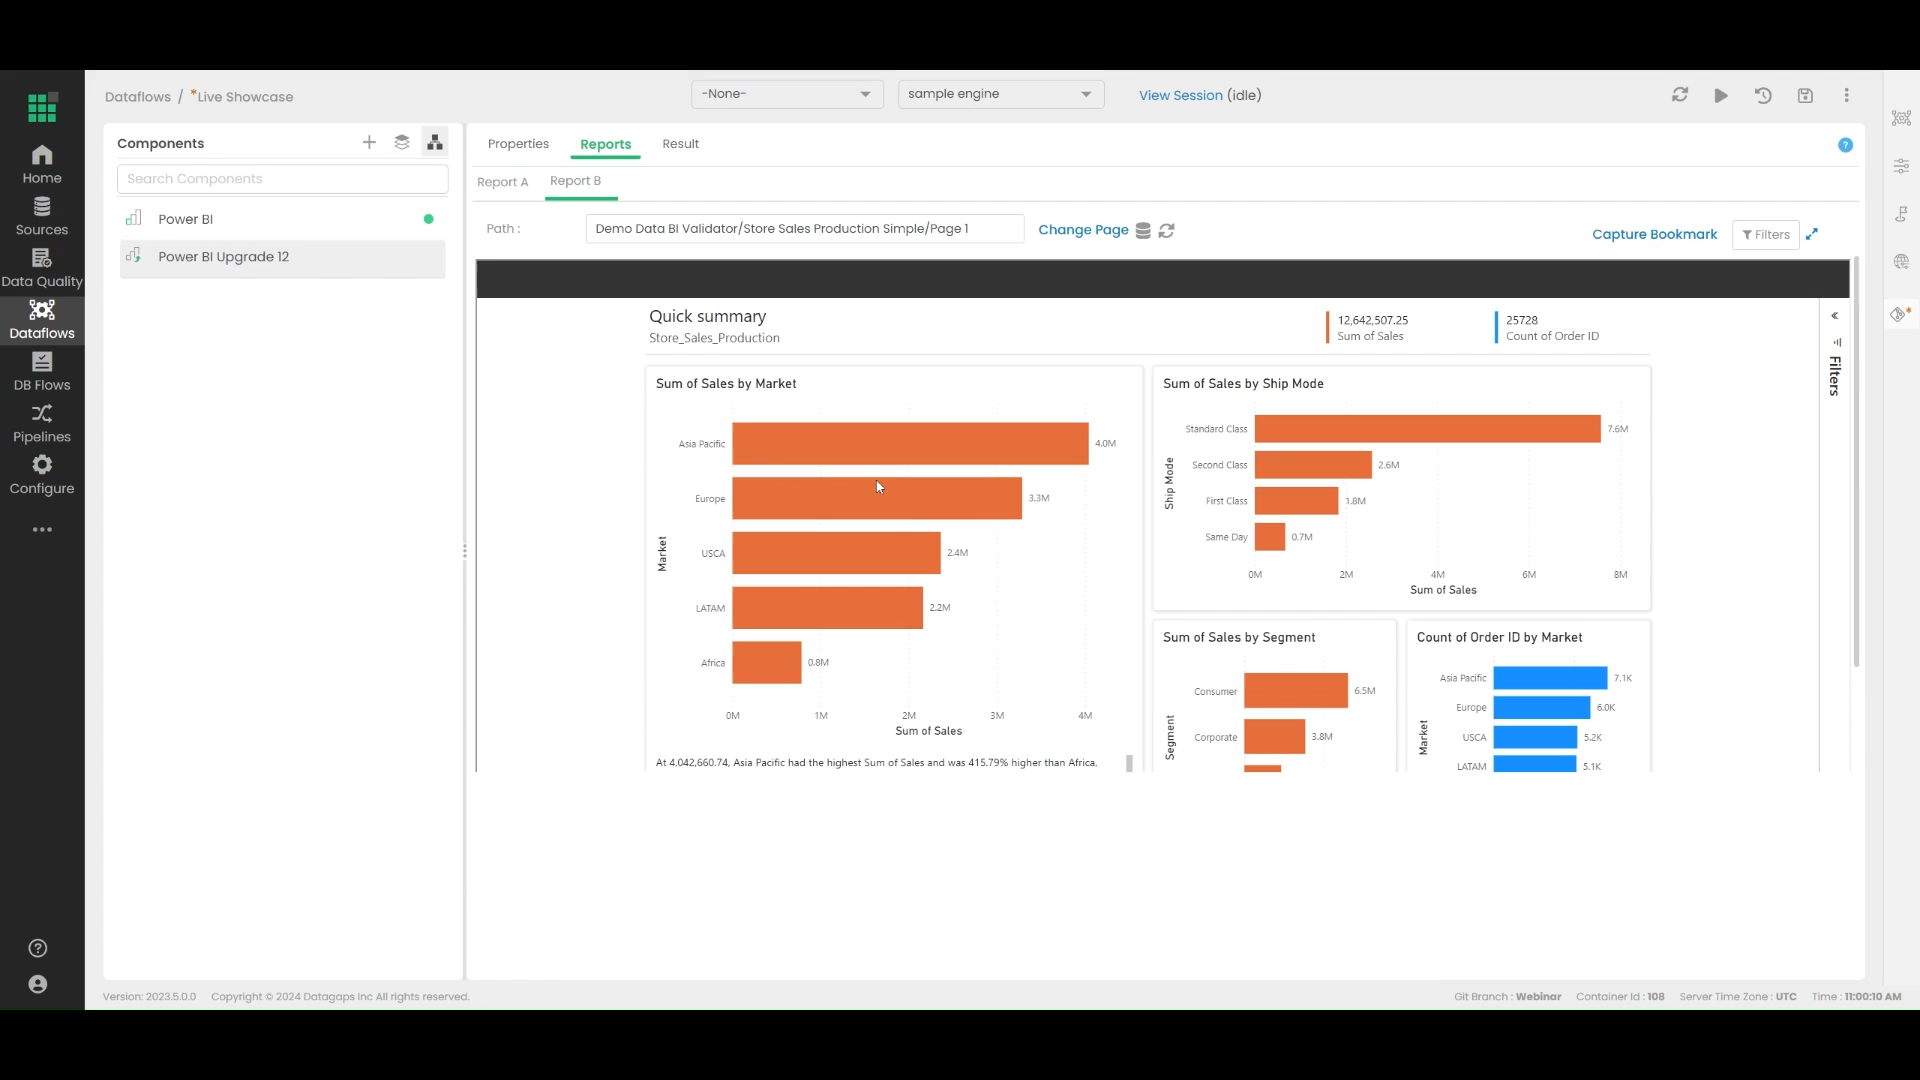 Dataflows / *Live Showcase
-None-
sample engine
View Session (idle)
Home
Sources
Data Quality
Dataflows
DB Flows
Pipelines
Configure
Components
Search Components
Power BI
Power BI Upgrade 12
Properties
Reports
Result
?
Report A
Report B
Path :
Demo Data BI Validator/Store Sales Production Simple/Page 1
Change Page
Capture Bookmark
Filters
Quick summary
Store_Sales_Production
12,642,507.25
Sum of Sales
25728
Count of Order ID
Filters
Sum of Sales by Market
Market
Asia Pacific 4.0M
Europe 3.3M
USCA 2.4M
LATAM 2.2M
Africa 0.8M
0M 1M 2M 3M 4M
Sum of Sales
At 4,042,660.74, Asia Pacific had the highest Sum of Sales and was 415.79% higher than Africa,
Sum of Sales by Ship Mode
Ship Mode
Standard Class 7.6M
Second Class 2.6M
First Class 1.8M
Same Day 0.7M
0M 2M 4M 6M 8M
Sum of Sales
Sum of Sales by Segment
Segment
Consumer 6.5M
Corporate 3.8M
Count of Order ID by Market
Market
Asia Pacific 7.1K
Europe 6.0K
USCA 5.2K
LATAM 5.1K
?
Version: 2023.5.0.0 Copyright © 2024 Datagaps Inc All rights reserved.
Git Branch : Webinar Container Id : 108 Server Time Zone : UTC Time : 11:00:10 AM